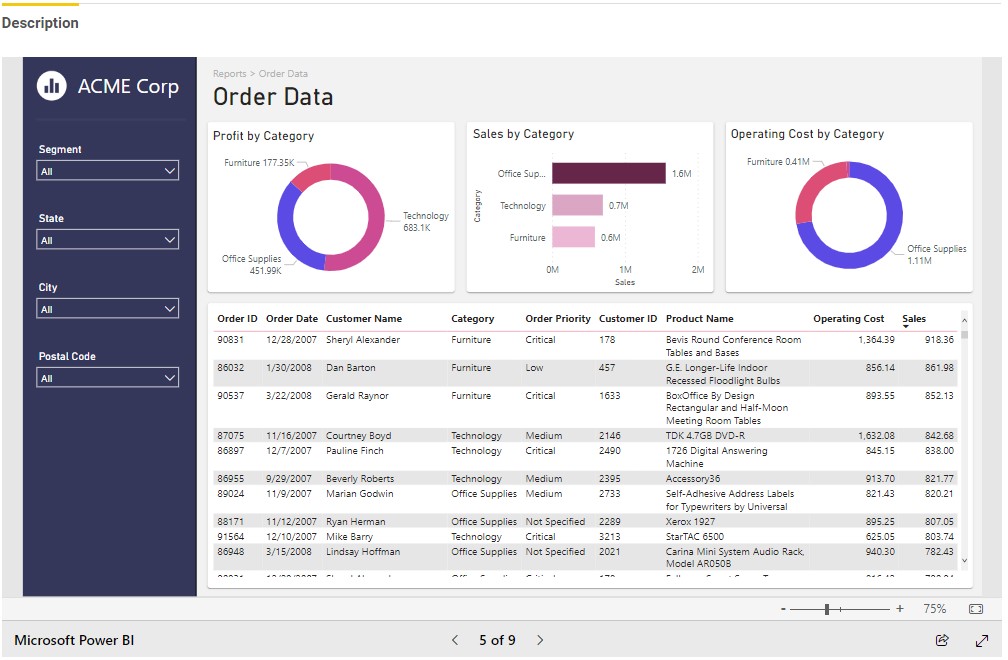 Description
ACME Corp
Segment
All
State
All
City
All
Postal Code
All
Reports > Order Data
Order Data
Profit by Category
Furniture 177.35K
Technology
683.1K
Office Supplies
451.99K
Sales by Category
Category
Office Sup... 1.6M
Technology 0.7M
Furniture 0.6M
0M 1M 2M
Sales
Operating Cost by Category
Furniture 0.41M
Office Supplies
1.11M
Order ID Order Date Customer Name Category Order Priority Customer ID Product Name Operating Cost Sales
90831 12/28/2007 Sheryl Alexander Furniture Critical 178 Bevis Round Conference Room 1,364.39 918.36
Tables and Bases
86032 1/30/2008 Dan Barton Furniture Low 457 G.E. Longer-Life Indoor 856.14 861.98
Recessed Floodlight Bulbs
90537 3/22/2008 Gerald Raynor Furniture Critical 1633 BoxOffice By Design 893.55 852.13
Rectangular and Half-Moon
Meeting Room Tables
87075 11/16/2007 Courtney Boyd Technology Medium 2146 TDK 4.7GB DVD-R 1,632.08 842.68
86897 12/7/2007 Pauline Finch Technology Critical 2490 1726 Digital Answering 845.15 838.00
Machine
86955 9/29/2007 Beverly Roberts Technology Medium 2395 Accessory36 913.70 821.77
89024 11/9/2007 Marian Godwin Office Supplies Medium 2733 Self-Adhesive Address Labels 821.43 820.21
for Typewriters by Universal
88171 11/12/2007 Ryan Herman Office Supplies Not Specified 2289 Xerox 1927 895.25 807.05
91564 12/10/2007 Mike Barry Technology Critical 3213 StarTAC 6500 625.05 803.74
86948 3/15/2008 Lindsay Hoffman Office Supplies Not Specified 2021 Carina Mini System Audio Rack, 940.30 782.43
Model AR050B
- + 75%
Microsoft Power BI
5 of 9